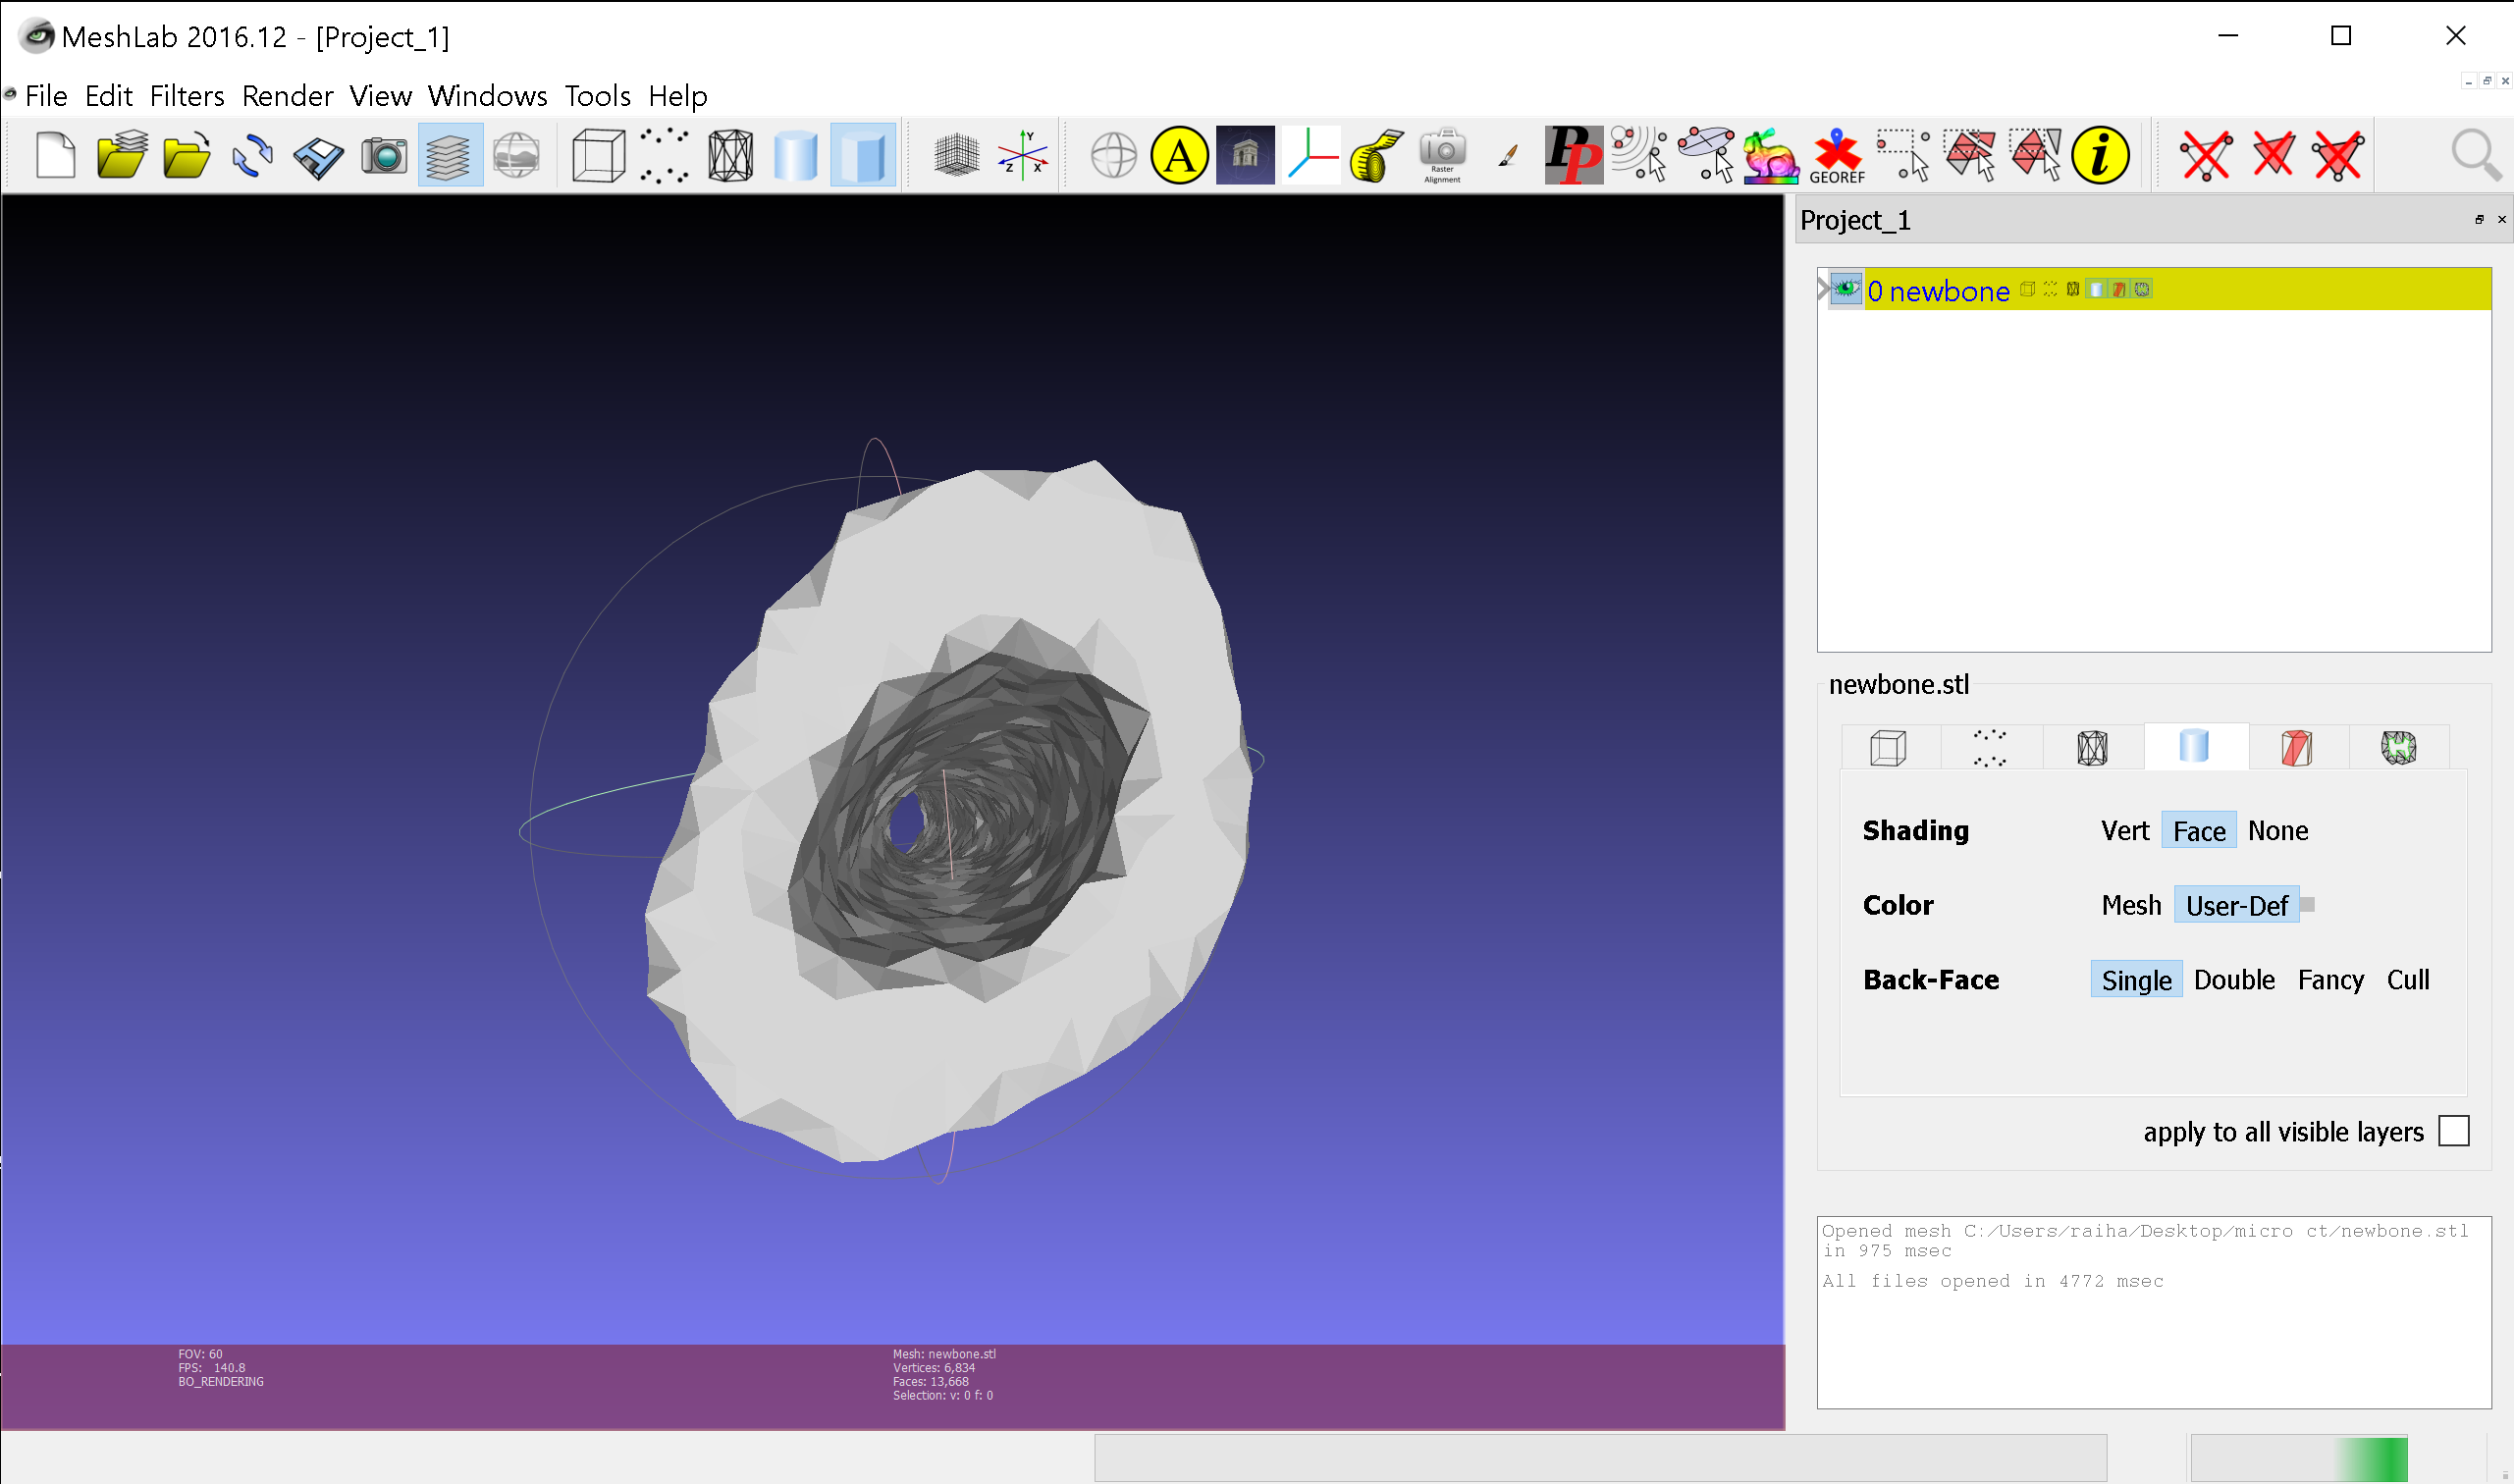 MeshLab 2016.12 - [Project_1]
File Edit Filters Render View Windows Tools Help
Y
Z X
A
Raster
Alignment
PP
GEOREF
i
Project_1
0 newbone
newbone.stl
Shading Vert Face None
Color Mesh User-Def
Back-Face Single Double Fancy Cull
apply to all visible layers
Opened mesh C:/Users/raiha/Desktop/micro ct/newbone.stl
in 975 msec
All files opened in 4772 msec
FOV: 60
FPS: 140.8
BO_RENDERING
Mesh: newbone.stl
Vertices: 6,834
Faces: 13,668
Selection: v: 0 f: 0